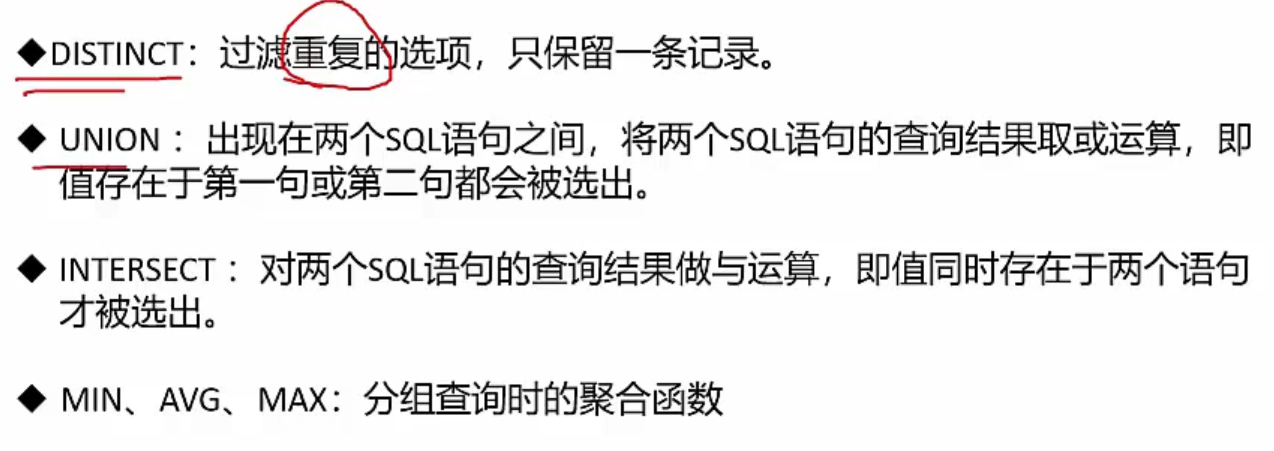 ◆DISTINCT：过滤重复的选项，只保留一条记录。
◆ UNION ：出现在两个SQL语句之间，将两个SQL语句的查询结果取或运算，即
值存在于第一句或第二句都会被选出。
◆ INTERSECT ：对两个SQL语句的查询结果做与运算，即值同时存在于两个语句
才被选出。
◆ MIN、AVG、MAX：分组查询时的聚合函数